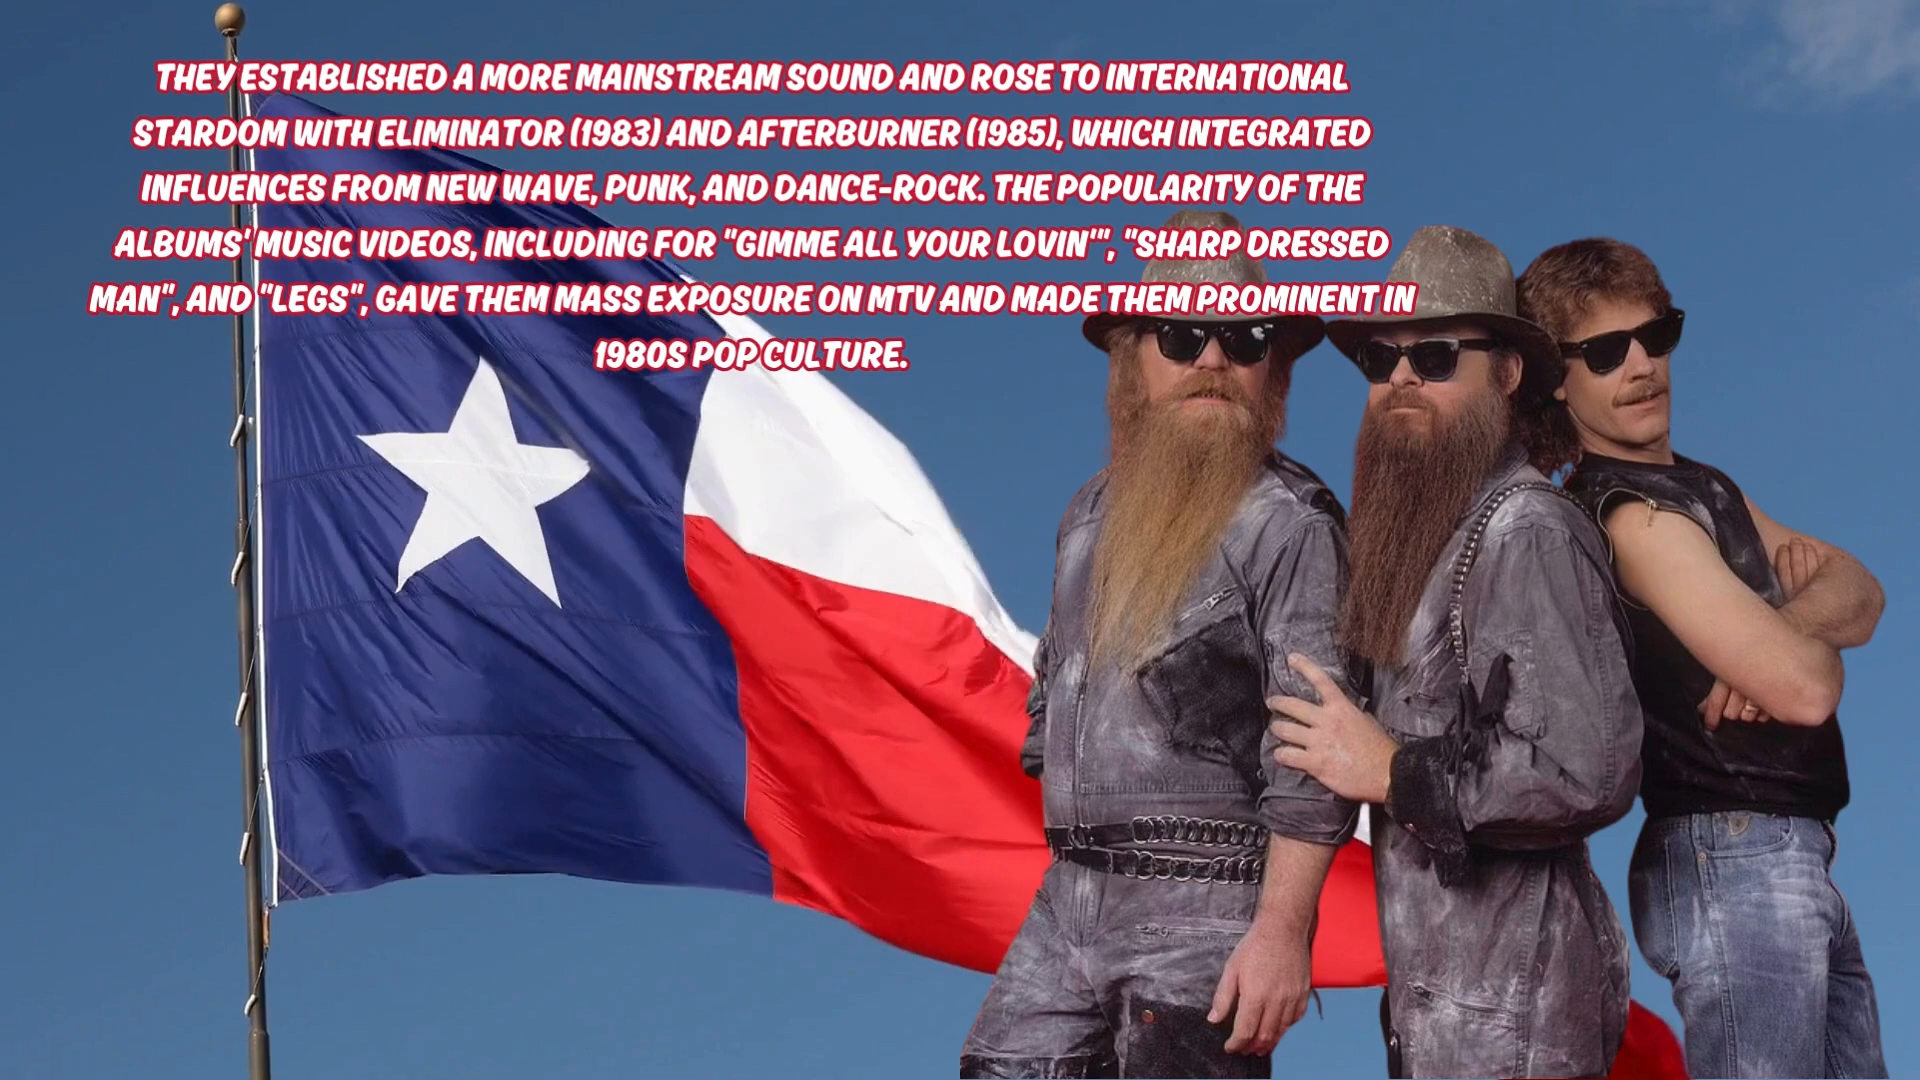 THEY ESTABLISHED A MORE MAINSTREAM SOUND AND ROSE TO INTERNATIONAL
STARDOM WITH ELIMINATOR (1983) AND AFTERBURNER (1985), WHICH INTEGRATED
INFLUENCES FROM NEW WAVE, PUNK, AND DANCE-ROCK. THE POPULARITY OF THE
ALBUMS' MUSIC VIDEOS, INCLUDING FOR "GIMME ALL YOUR LOVIN'", "SHARP DRESSED
MAN", AND "LEGS", GAVE THEM MASS EXPOSURE ON MTV AND MADE THEM PROMINENT IN
1980S POP CULTURE.